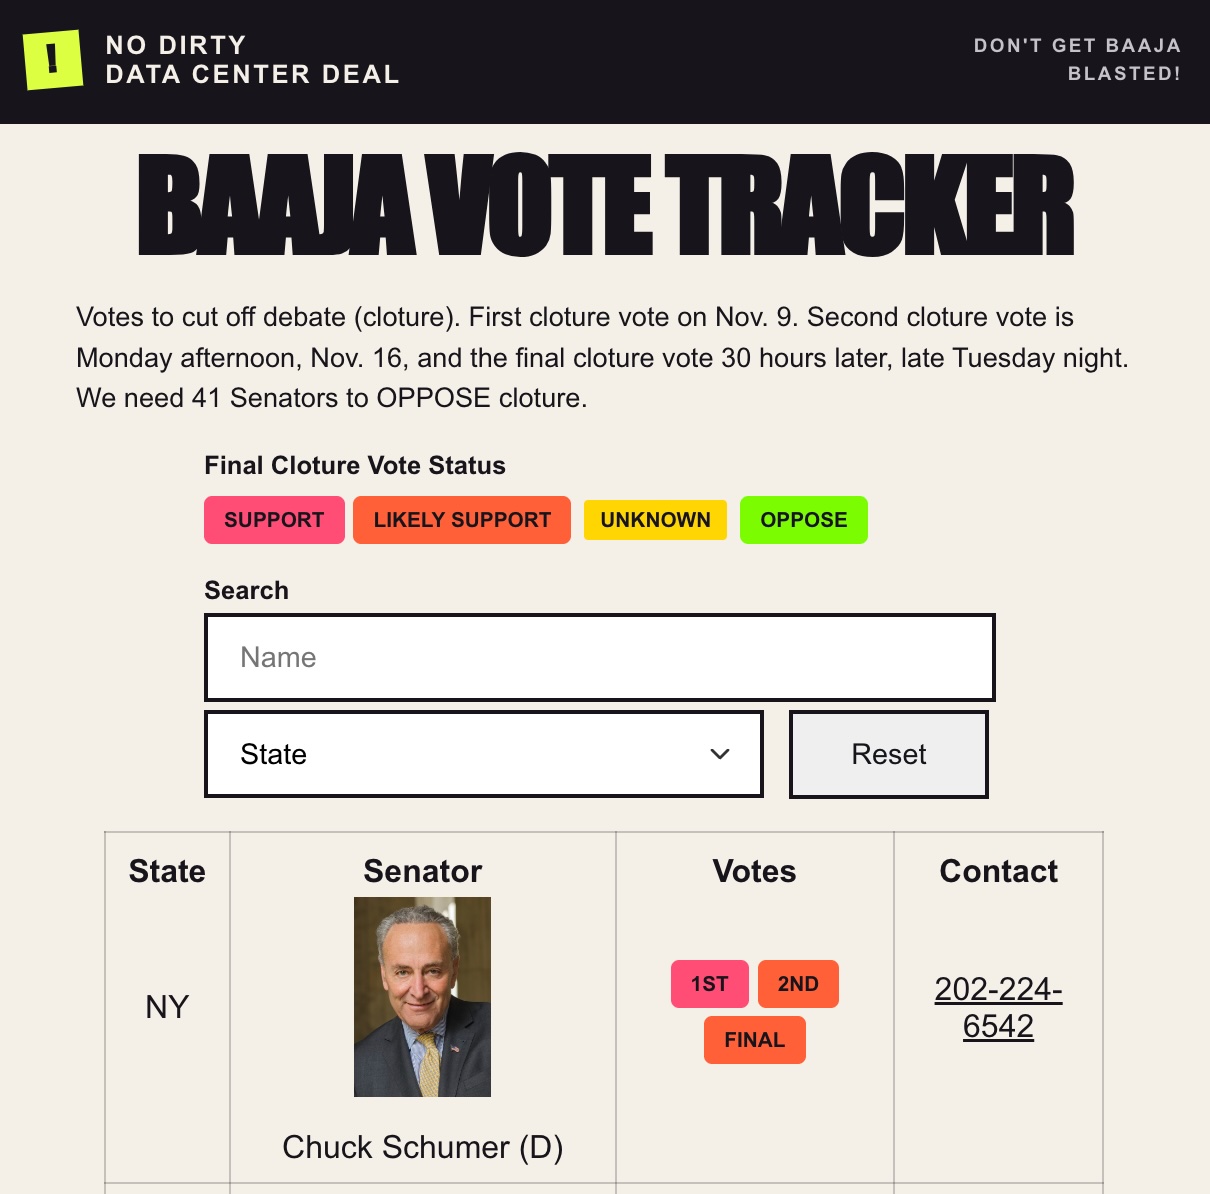 !
NO DIRTY
DATA CENTER DEAL
DON'T GET BAAJA
BLASTED!
BAAJA VOTE TRACKER
Votes to cut off debate (cloture). First cloture vote on Nov. 9. Second cloture vote is
Monday afternoon, Nov. 16, and the final cloture vote 30 hours later, late Tuesday night.
We need 41 Senators to OPPOSE cloture.
Final Cloture Vote Status
SUPPORT LIKELY SUPPORT UNKNOWN OPPOSE
Search
Name
State Reset
State Senator Votes Contact
1ST 2ND
NY 202-224-
6542
FINAL
Chuck Schumer (D)